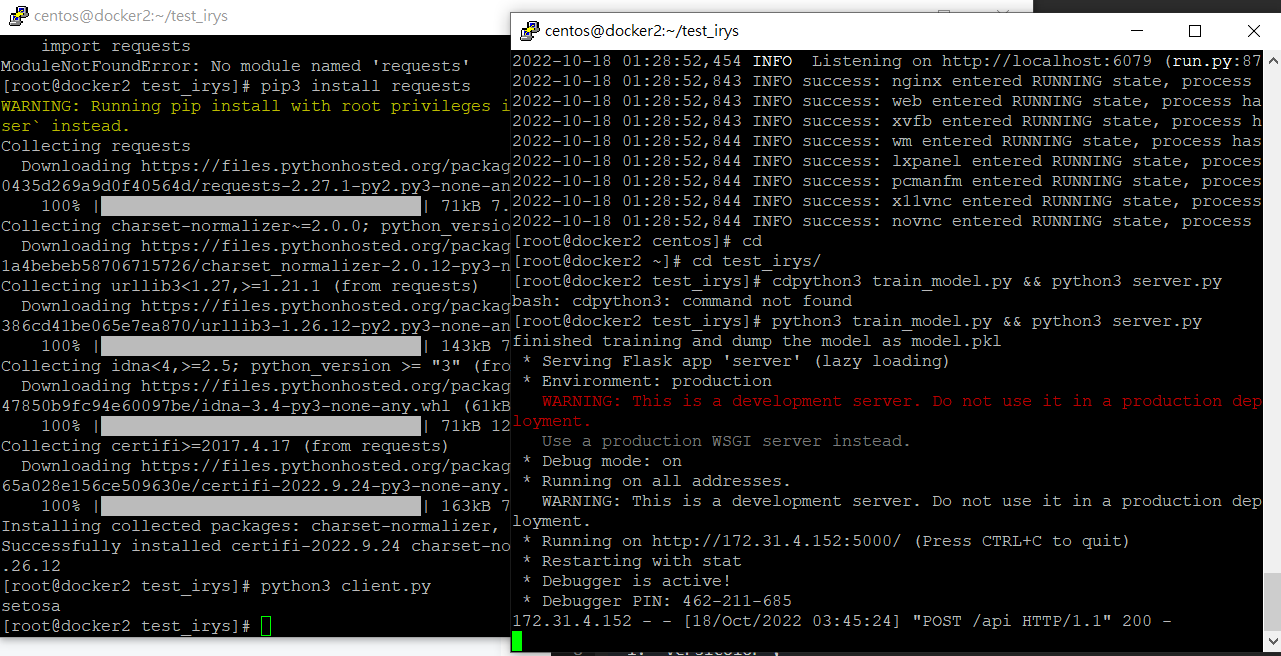 centos@docker2:~/test_irys
    import requests
ModuleNotFoundError: No module named 'requests'
[root@docker2 test_irys]# pip3 install requests
WARNING: Running pip install with root privileges i
ser` instead.
Collecting requests
  Downloading https://files.pythonhosted.org/packag
0435d269a9d0f40564d/requests-2.27.1-py2.py3-none-an
    100% |                                | 71kB 7.
Collecting charset-normalizer~=2.0.0; python_versio
  Downloading https://files.pythonhosted.org/packag
1a4bebeb58706715726/charset_normalizer-2.0.12-py3-n
Collecting urllib3<1.27,>=1.21.1 (from requests)
  Downloading https://files.pythonhosted.org/packag
386cd41be065e7ea870/urllib3-1.26.12-py2.py3-none-an
    100% |                                | 143kB 7
Collecting idna<4,>=2.5; python_version >= "3" (fro
  Downloading https://files.pythonhosted.org/packag
47850b9fc94e60097be/idna-3.4-py3-none-any.whl (61kB
    100% |                                | 71kB 12
Collecting certifi>=2017.4.17 (from requests)
  Downloading https://files.pythonhosted.org/packag
65a028e156ce509630e/certifi-2022.9.24-py3-none-any.
    100% |                                | 163kB 7
Installing collected packages: charset-normalizer,
Successfully installed certifi-2022.9.24 charset-no
.26.12
[root@docker2 test_irys]# python3 client.py
setosa
[root@docker2 test_irys]#
centos@docker2:~/test_irys
2022-10-18 01:28:52,454 INFO  Listening on http://localhost:6079 (run.py:87
2022-10-18 01:28:52,843 INFO success: nginx entered RUNNING state, process
2022-10-18 01:28:52,843 INFO success: web entered RUNNING state, process ha
2022-10-18 01:28:52,843 INFO success: xvfb entered RUNNING state, process h
2022-10-18 01:28:52,844 INFO success: wm entered RUNNING state, process has
2022-10-18 01:28:52,844 INFO success: lxpanel entered RUNNING state, proces
2022-10-18 01:28:52,844 INFO success: pcmanfm entered RUNNING state, proces
2022-10-18 01:28:52,844 INFO success: x11vnc entered RUNNING state, process
2022-10-18 01:28:52,844 INFO success: novnc entered RUNNING state, process
[root@docker2 centos]# cd
[root@docker2 ~]# cd test_irys/
[root@docker2 test_irys]# cdpython3 train_model.py && python3 server.py
bash: cdpython3: command not found
[root@docker2 test_irys]# python3 train_model.py && python3 server.py
finished training and dump the model as model.pkl
 * Serving Flask app 'server' (lazy loading)
 * Environment: production
   WARNING: This is a development server. Do not use it in a production dep
loyment.
   Use a production WSGI server instead.
 * Debug mode: on
 * Running on all addresses.
   WARNING: This is a development server. Do not use it in a production dep
loyment.
 * Running on http://172.31.4.152:5000/ (Press CTRL+C to quit)
 * Restarting with stat
 * Debugger is active!
 * Debugger PIN: 462-211-685
172.31.4.152 - - [18/Oct/2022 03:45:24] "POST /api HTTP/1.1" 200 -